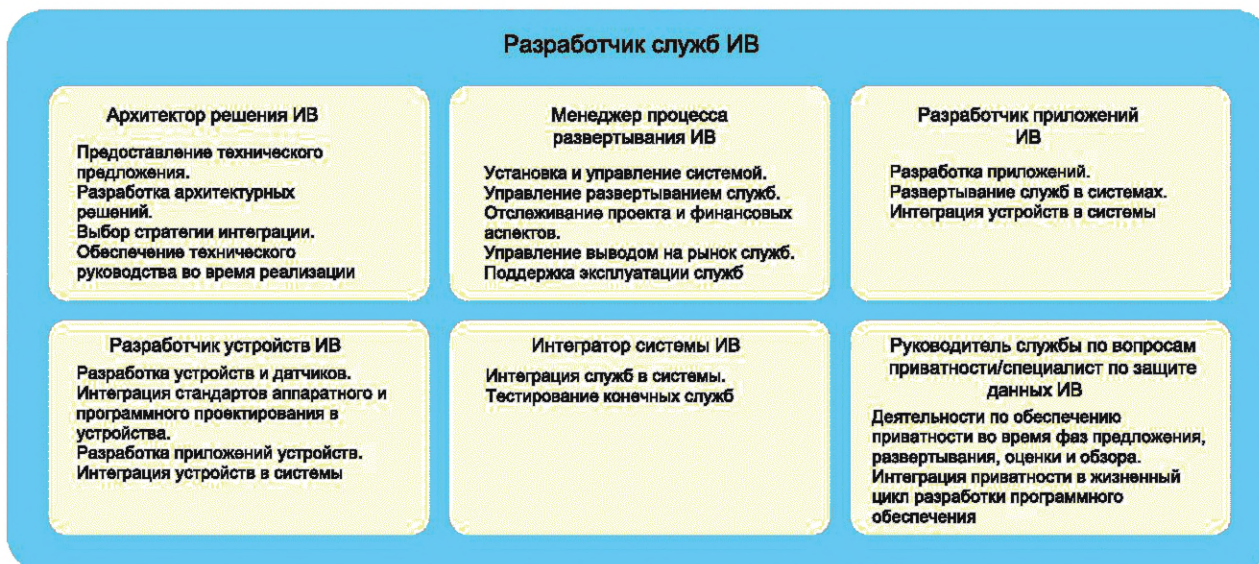 Разработчик служб ИВ
Архитектор решения ИВ
Предоставление технического
предложения.
Разработка архитектурных
решений.
Выбор стратегии интеграции.
Обеспечение технического
руководства во время реализации
Менеджер процесса
развертывания ИВ
Установка и управление системой.
Управление развертыванием служб.
Отслеживание проекта и финансовых
аспектов.
Управление выводом на рынок служб.
Поддержка эксплуатации служб
Разработчик приложений
ИВ
Разработка приложений.
Развертывание служб в системах.
Интеграция устройств в системы
Разработчик устройств ИВ
Разработка устройств и датчиков.
Интеграция стандартов аппаратного и
программного проектирования в
устройства.
Разработка приложений устройств.
Интеграция устройств в системы
Интегратор системы ИВ
Интеграция служб в системы.
Тестирование конечных служб
Руководитель службы по вопросам
приватности/специалист по защите
данных ИВ
Деятельности по обеспечению
приватности во время фаз предложения,
развертывания, оценки и обзора.
Интеграция приватности в жизненный
цикл разработки программного
обеспечения